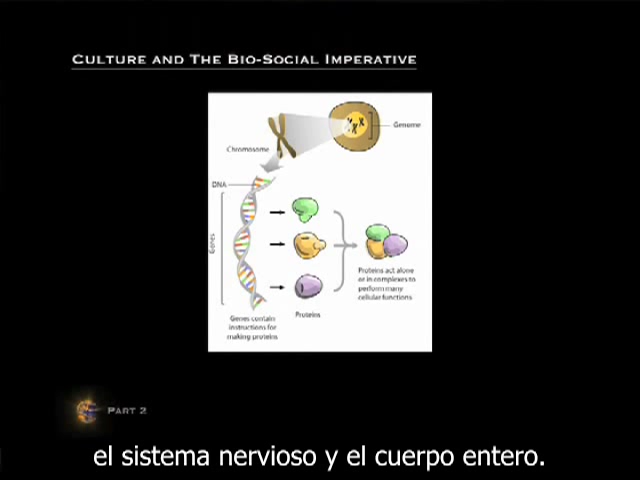 CULTURE AND THE BIO-SOCIAL IMPERATIVE
Genome
Chromosome
DNA
Genes
Proteins act alone
or in complexes to
perform many
cellular functions
Genes contain
instructions for
making proteins
Proteins
PART 2
el sistema nervioso y el cuerpo entero.